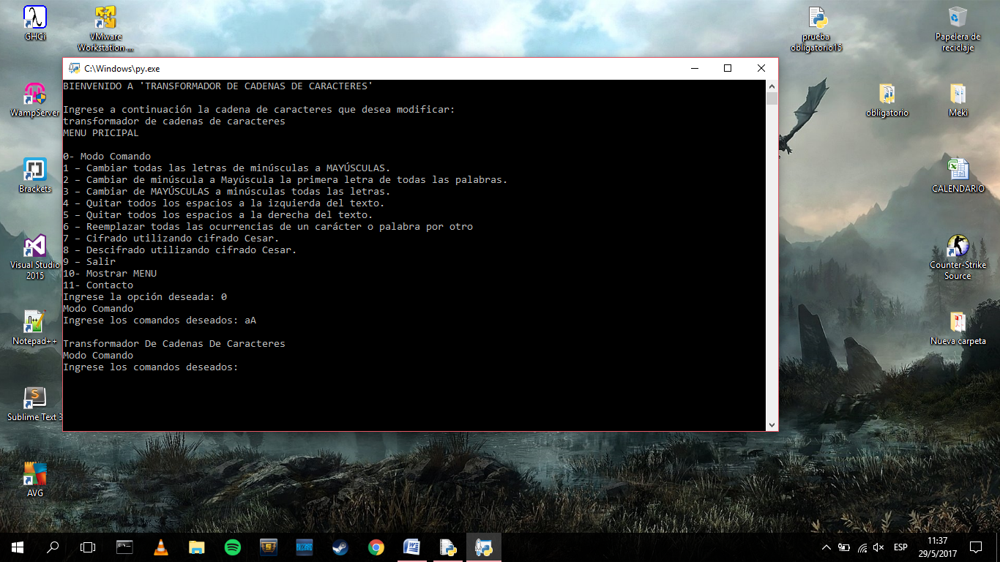 GHCi
VMware
Workstation ...
WampServer
Brackets
Visual Studio
2015
Notepad++
Sublime Text 3
AVG
prueba
obligatorio15
Papelera de
reciclaje
obligatorio
Meki
CALENDARIO
Counter-Strike
Source
Nueva carpeta
C:\Windows\py.exe
BIENVENIDO A 'TRANSFORMADOR DE CADENAS DE CARACTERES'
Ingrese a continuación la cadena de caracteres que desea modificar:
transformador de cadenas de caracteres
MENU PRICIPAL
0- Modo Comando
1 – Cambiar todas las letras de minúsculas a MAYÚSCULAS.
2 – Cambiar de minúscula a Mayúscula la primera letra de todas las palabras.
3 – Cambiar de MAYÚSCULAS a minúsculas todas las letras.
4 – Quitar todos los espacios a la izquierda del texto.
5 – Quitar todos los espacios a la derecha del texto.
6 – Reemplazar todas las ocurrencias de un carácter o palabra por otro
7 – Cifrado utilizando cifrado Cesar.
8 – Descifrado utilizando cifrado Cesar.
9 – Salir
10- Mostrar MENU
11- Contacto
Ingrese la opción deseada: 0
Modo Comando
Ingrese los comandos deseados: aA
Transformador De Cadenas De Caracteres
Modo Comando
Ingrese los comandos deseados:
ESP
11:37
29/5/2017